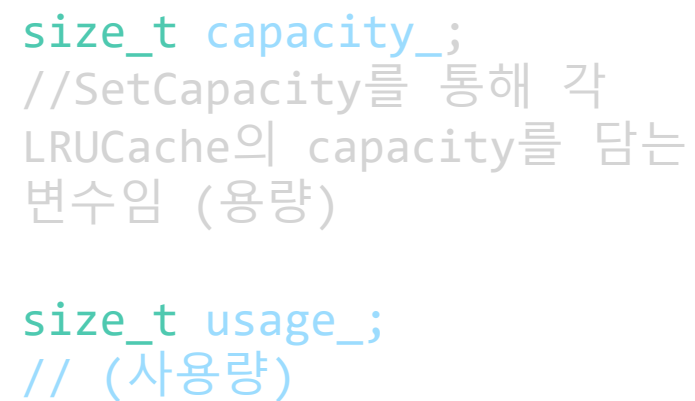 size_t capacity_;
//SetCapacity를 통해 각
LRUCache의 capacity를 담는
변수임 (용량)
size_t usage_;
// (사용량)